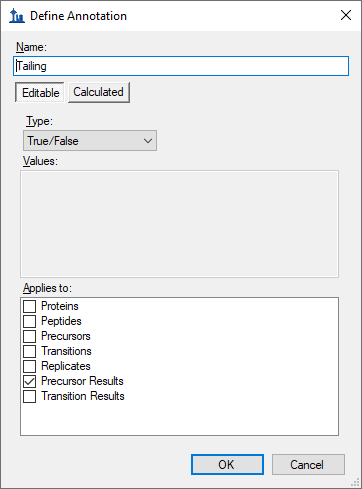 Define Annotation
Name:
Tailing
Editable Calculated
Type:
True/False
Values:
Applies to:
Proteins
Peptides
Precursors
Transitions
Replicates
Precursor Results
Transition Results
OK Cancel